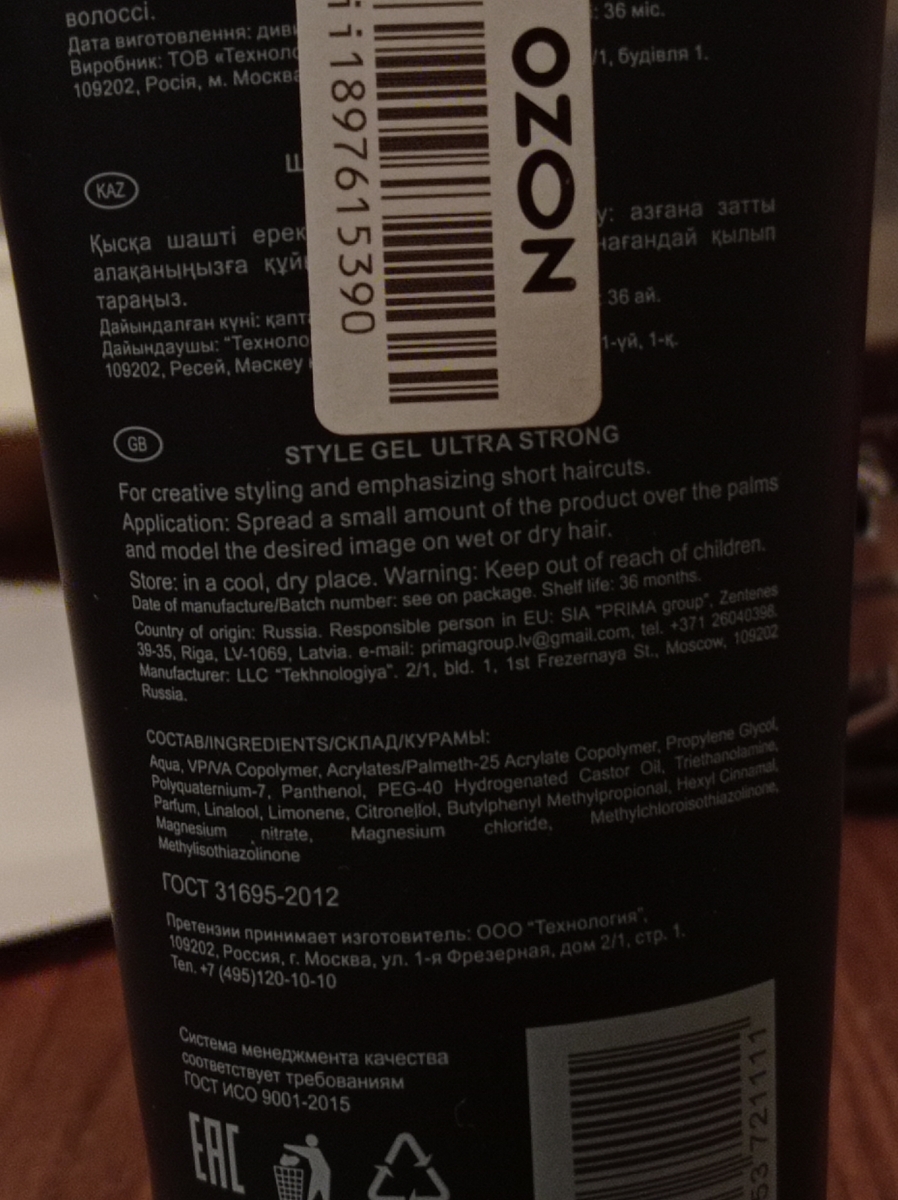 волоссі.
: 36 міс.
Дата виготовлення: див
Виробник: ТОВ «Технол
/1, будівля 1.
109202, Росія, м. Москва
i 1897615390
OZON
KAZ
Қысқа шашті ерек
у: азғана затты
алақаныңызға құй
нағандай қылып
тараңыз.
Дайындалған күні: қапт
: 36 ай.
Дайындаушы: "Техноло
1-үй, 1-қ.
109202, Ресей, Мәскеу
GB
STYLE GEL ULTRA STRONG
For creative styling and emphasizing short haircuts.
Application: Spread a small amount of the product over the palms
and model the desired image on wet or dry hair.
Store: in a cool, dry place. Warning: Keep out of reach of children.
Date of manufacture/Batch number: see on package. Shelf life: 36 months.
Country of origin: Russia. Responsible person in EU: SIA "PRIMA group", Zentenes
39-35, Riga, LV-1069, Latvia. e-mail: primagroup.lv@gmail.com, tel. +371 26040398.
Manufacturer: LLC "Tekhnologiya". 2/1, bld. 1, 1st Frezernaya St., Moscow, 109202
Russia.
СОСТАВ/INGREDIENTS/СКЛАД/КУРАМЫ:
Aqua, VP/VA Copolymer, Acrylates/Palmeth-25 Acrylate Copolymer, Propylene Glycol,
Polyquaternium-7, Panthenol, PEG-40 Hydrogenated Castor Oil, Triethanolamine,
Parfum, Linalool, Limonene, Citronellol, Butylphenyl Methylpropional, Hexyl Cinnamal,
Magnesium nitrate, Magnesium chloride, Methylchloroisothiazolinone,
Methylisothiazolinone
ГОСТ 31695-2012
Претензии принимает изготовитель: ООО "Технология",
109202, Россия, г. Москва, ул. 1-я Фрезерная, дом 2/1, стр. 1.
Тел. +7 (495)120-10-10
Система менеджмента качества
соответствует требованиям
ГОСТ ИСО 9001-2015
EAC
53 721111